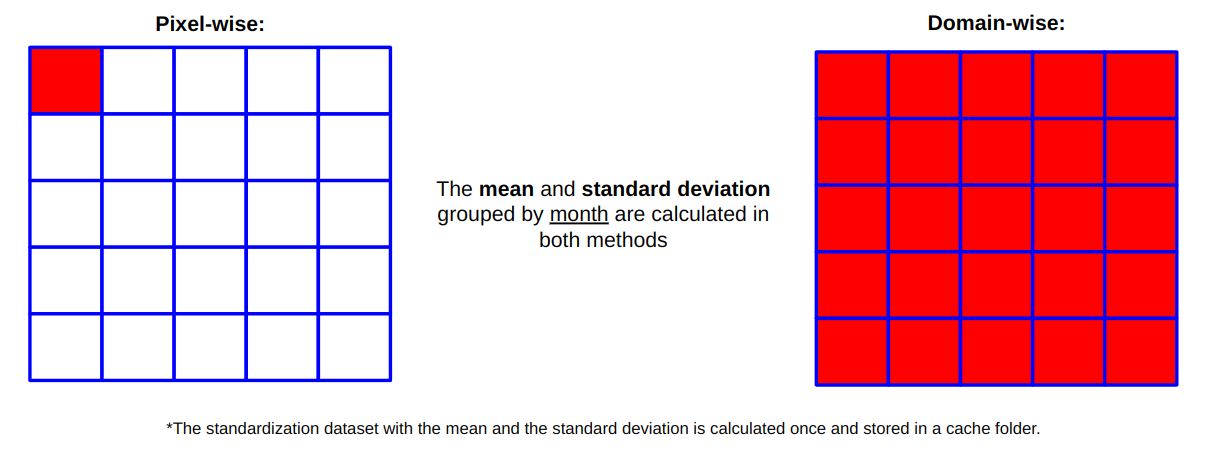 Pixel-wise:
Domain-wise:
The mean and standard deviation
grouped by month are calculated in
both methods
*The standardization dataset with the mean and the standard deviation is calculated once and stored in a cache folder.